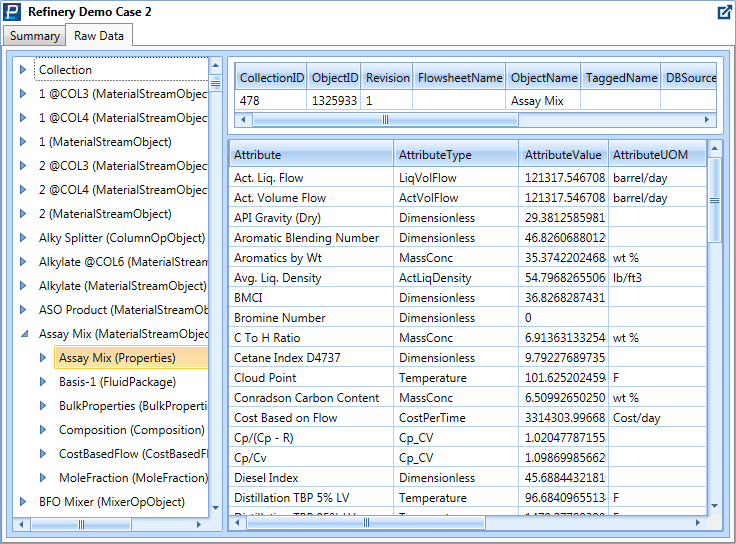 Refinery Demo Case 2
Summary Raw Data
Collection
1 @COL3 (MaterialStreamObjec
1 @COL4 (MaterialStreamObjec
1 (MaterialStreamObject)
2 @COL3 (MaterialStreamObjec
2 @COL4 (MaterialStreamObjec
2 (MaterialStreamObject)
Alky Splitter (ColumnOpObject)
Alkylate @COL6 (MaterialStream
Alkylate (MaterialStreamObject)
ASO Product (MaterialStreamOb
Assay Mix (MaterialStreamObjec
Assay Mix (Properties)
Basis-1 (FluidPackage)
BulkProperties (BulkProperti
Composition (Composition)
CostBasedFlow (CostBasedFl
MoleFraction (MoleFraction)
BFO Mixer (MixerOpObject)
CollectionID ObjectID Revision FlowsheetName ObjectName TaggedName DBSource
478 1325933 1 Assay Mix
Attribute AttributeType AttributeValue AttributeUOM
Act. Liq. Flow LiqVolFlow 121317.546708 barrel/day
Act. Volume Flow ActVolFlow 121317.546708 barrel/day
API Gravity (Dry) Dimensionless 29.3812585981
Aromatic Blending Number Dimensionless 46.8260688012
Aromatics by Wt MassConc 35.3742202468 wt %
Avg. Liq. Density ActLiqDensity 54.7968265506 lb/ft3
BMCI Dimensionless 36.8268287431
Bromine Number Dimensionless 0
C To H Ratio MassConc 6.91363133254 wt %
Cetane Index D4737 Dimensionless 9.79227689735
Cloud Point Temperature 101.625202459 F
Conradson Carbon Content MassConc 6.50992650250 wt %
Cost Based on Flow CostPerTime 3314303.99668 Cost/day
Cp/(Cp - R) Cp_CV 1.02047787155
Cp/Cv Cp_CV 1.09869985662
Diesel Index Dimensionless 45.6884432181
Distillation TBP 5% LV Temperature 96.6840965513 F